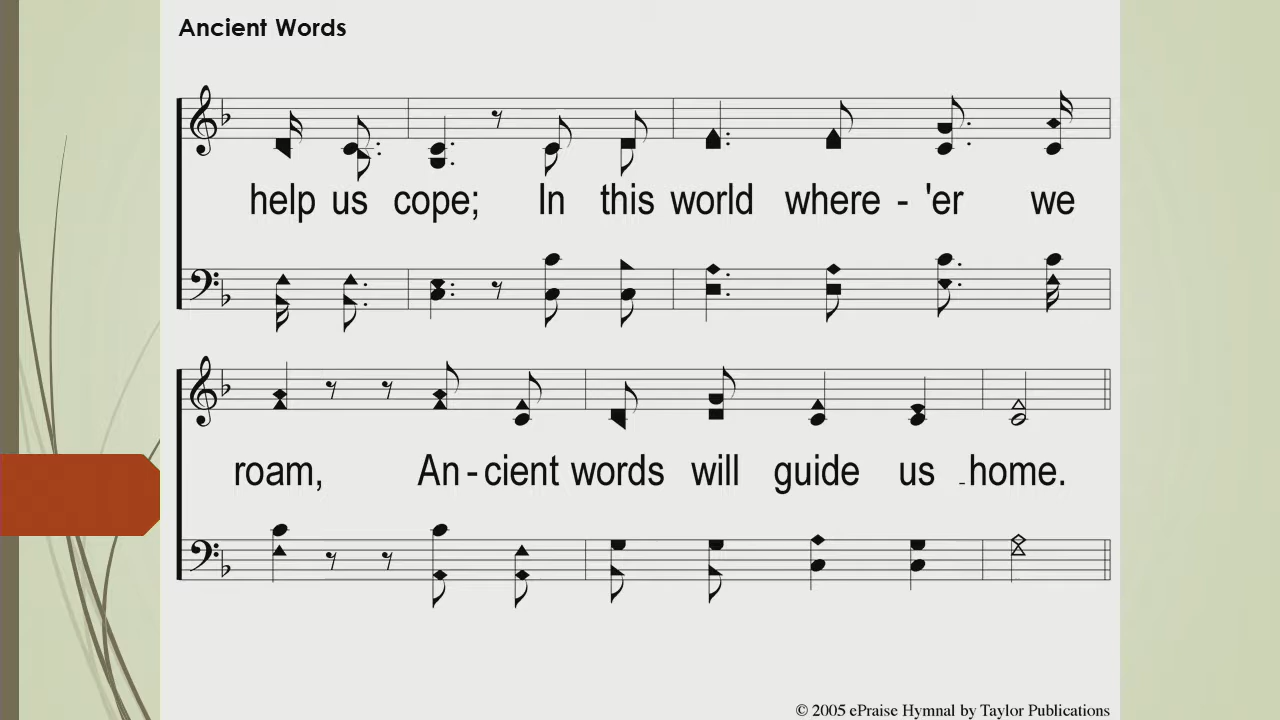 Ancient Words
help us cope; In this world where - 'er we
roam, An - cient words will guide us home.
© 2005 ePraise Hymnal by Taylor Publications